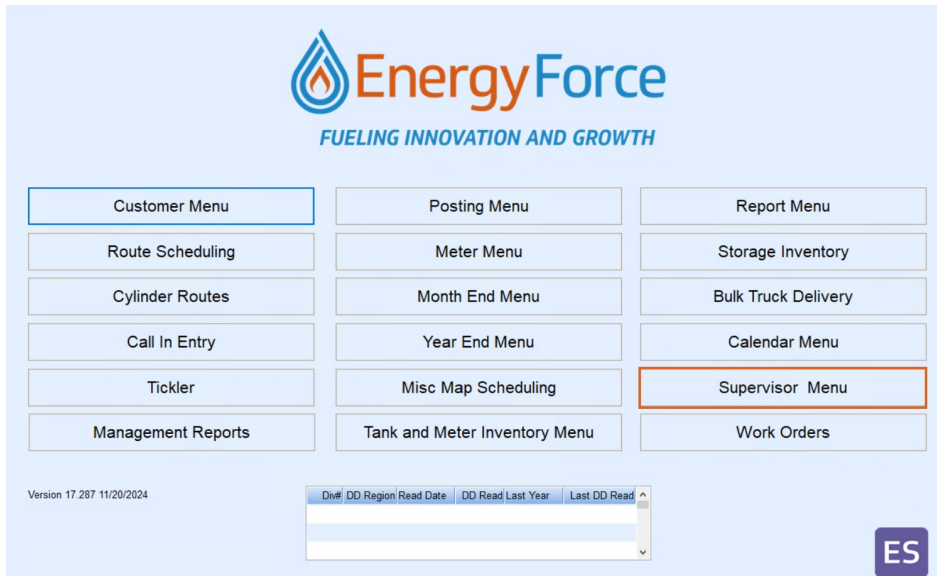 EnergyForce
FUELING INNOVATION AND GROWTH
Customer Menu
Posting Menu
Report Menu
Route Scheduling
Meter Menu
Storage Inventory
Cylinder Routes
Month End Menu
Bulk Truck Delivery
Call In Entry
Year End Menu
Calendar Menu
Tickler
Misc Map Scheduling
Supervisor Menu
Management Reports
Tank and Meter Inventory Menu
Work Orders
Version 17.287 11/20/2024
Div# DD Region Read Date DD Read Last Year Last DD Read
ES